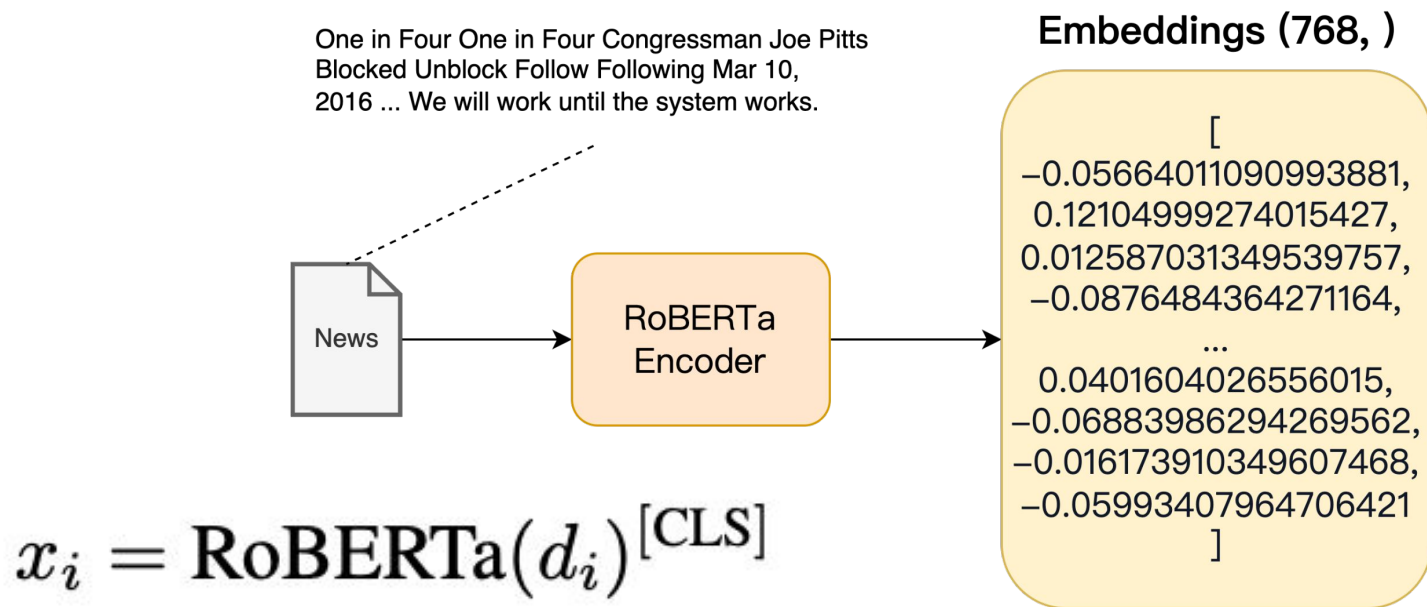 One in Four One in Four Congressman Joe Pitts
Blocked Unblock Follow Following Mar 10,
2016 ... We will work until the system works.
News
RoBERTa
Encoder
Embeddings (768, )
[
−0.05664011090993881,
0.12104999274015427,
0.012587031349539757,
−0.0876484364271164,
...
0.0401604026556015,
−0.06883986294269562,
−0.016173910349607468,
−0.05993407964706421
]
x_i = RoBERTa(d_i)^[CLS]